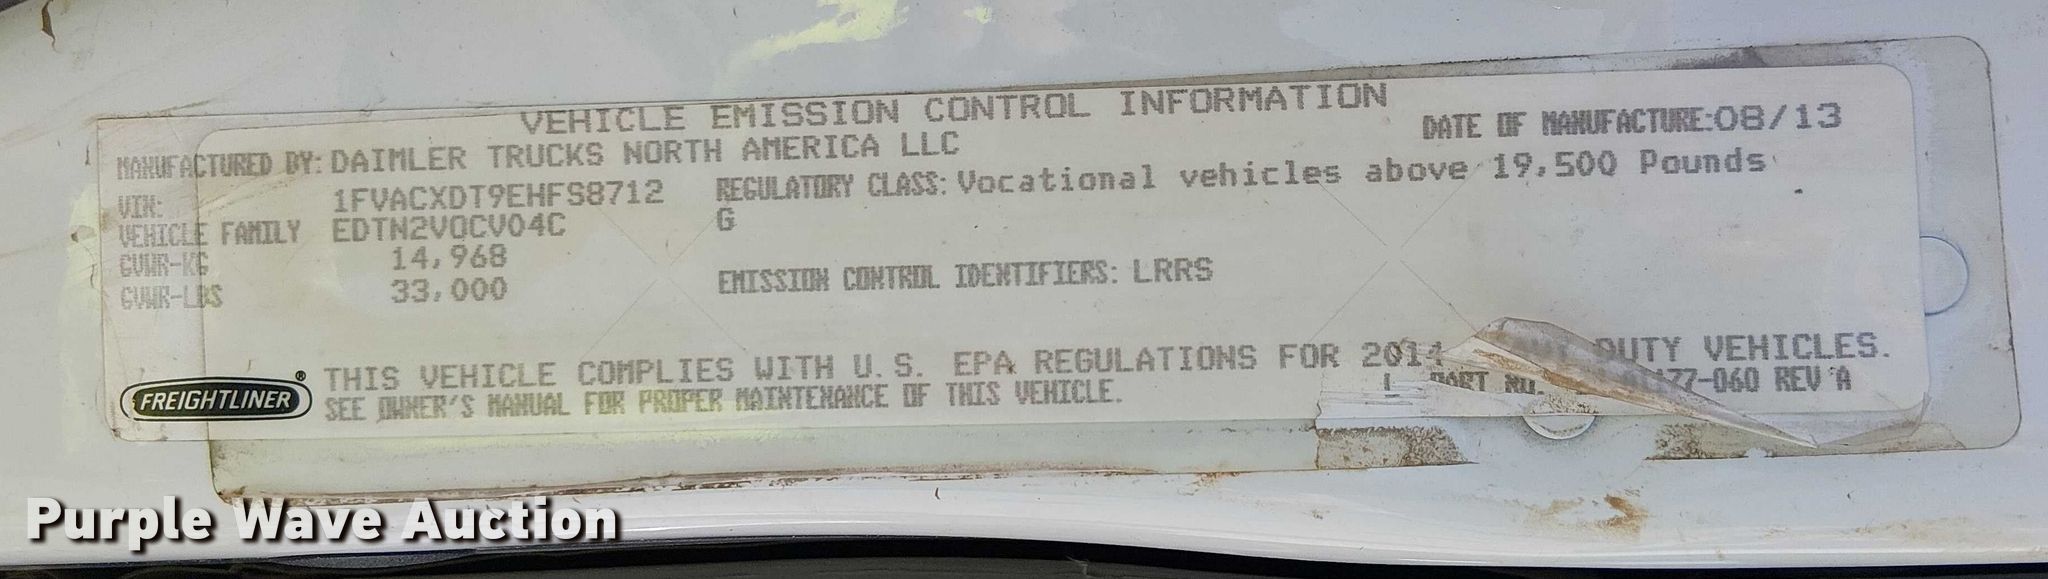 VEHICLE EMISSION CONTROL INFORMATION
DATE OF MANUFACTURE:08/13
MANUFACTURED BY: DAIMLER TRUCKS NORTH AMERICA LLC
VIN: 1FVACXDT9EHFS8712
REGULATORY CLASS: Vocational vehicles above 19,500 Pounds
G
VEHICLE FAMILY EDTN2VOCV04C
GVWR-KG 14,968
GVWR-LBS 33,000
EMISSION CONTROL IDENTIFIERS: LRRS
THIS VEHICLE COMPLIES WITH U.S. EPA REGULATIONS FOR 2014 DUTY VEHICLES.
SEE OWNER'S MANUAL FOR PROPER MAINTENANCE OF THIS VEHICLE.
PART NO. 177-060 REV A
FREIGHTLINER®
Purple Wave Auction